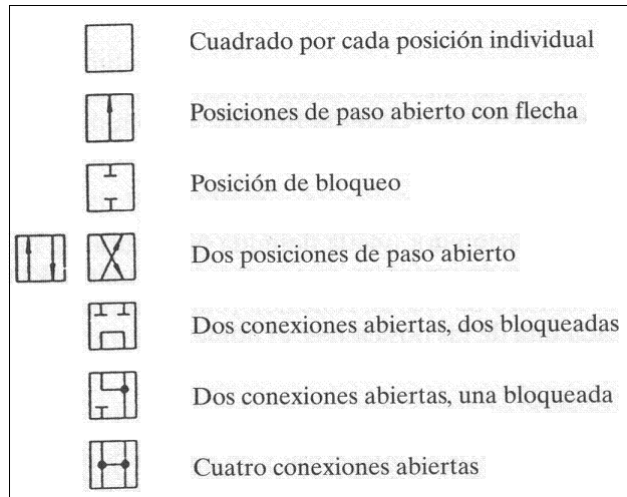 Cuadrado por cada posición individual
Posiciones de paso abierto con flecha
Posición de bloqueo
Dos posiciones de paso abierto
Dos conexiones abiertas, dos bloqueadas
Dos conexiones abiertas, una bloqueada
Cuatro conexiones abiertas